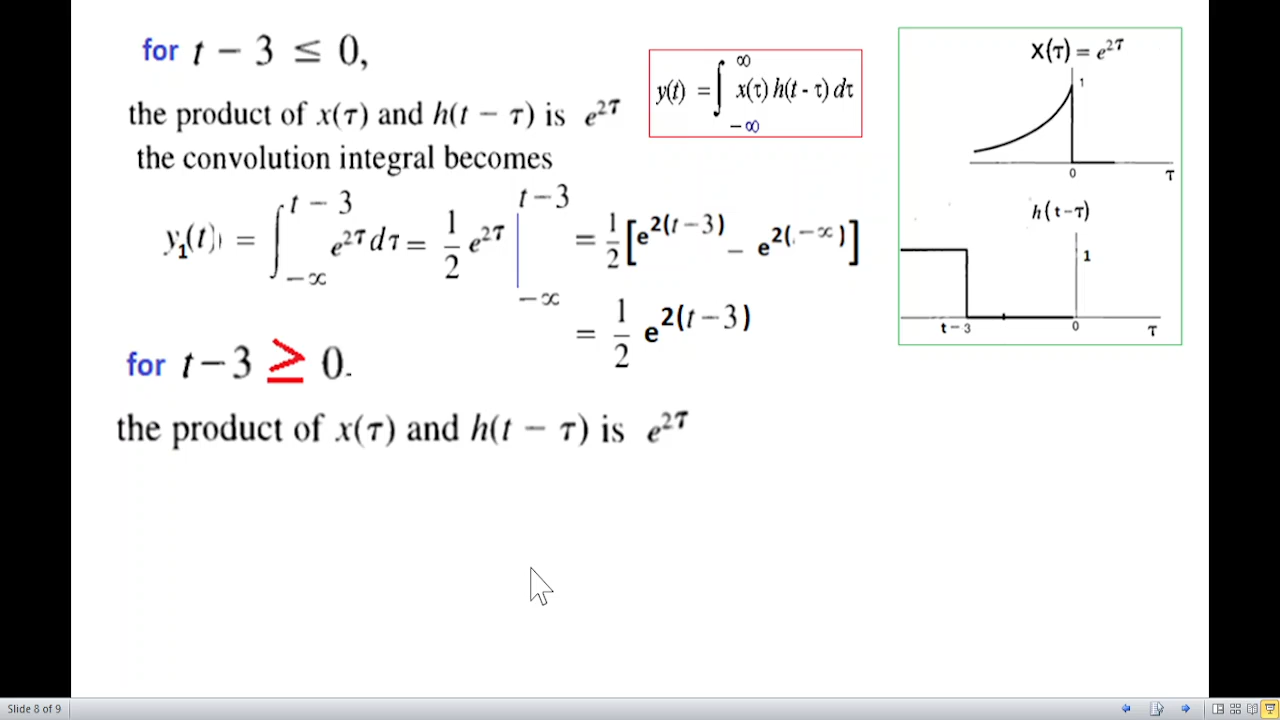 for t − 3 ≤ 0,
the product of x(τ) and h(t − τ) is e^{2τ}
the convolution integral becomes
y₁(t) = ∫_{−∞}^{t−3} e^{2τ} dτ = 1/2 e^{2τ} |_{−∞}^{t−3} = 1/2 [e^{2(t−3)} − e^{2(−∞)}]
= 1/2 e^{2(t−3)}
for t − 3 ≥ 0.
the product of x(τ) and h(t − τ) is e^{2τ}
y(t) = ∫_{−∞}^{∞} x(τ) h(t - τ) dτ
X(τ) = e^{2τ}
1
0 τ
h(t−τ)
1
t−3 0 τ
Slide 8 of 9